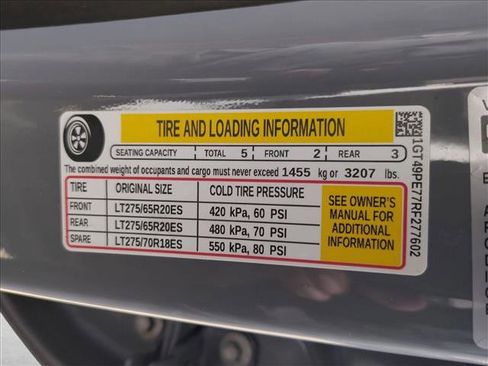 TIRE AND LOADING INFORMATION
SEATING CAPACITY TOTAL 5 FRONT 2 REAR 3
The combined weight of occupants and cargo must never exceed 1455 kg or 3207 lbs.
TIRE ORIGINAL SIZE COLD TIRE PRESSURE
FRONT LT275/65R20ES 420 kPa, 60 PSI
REAR LT275/65R20ES 480 kPa, 70 PSI
SPARE LT275/70R18ES 550 kPa, 80 PSI
SEE OWNER'S
MANUAL FOR
ADDITIONAL
INFORMATION
1GT49PE77RF277602